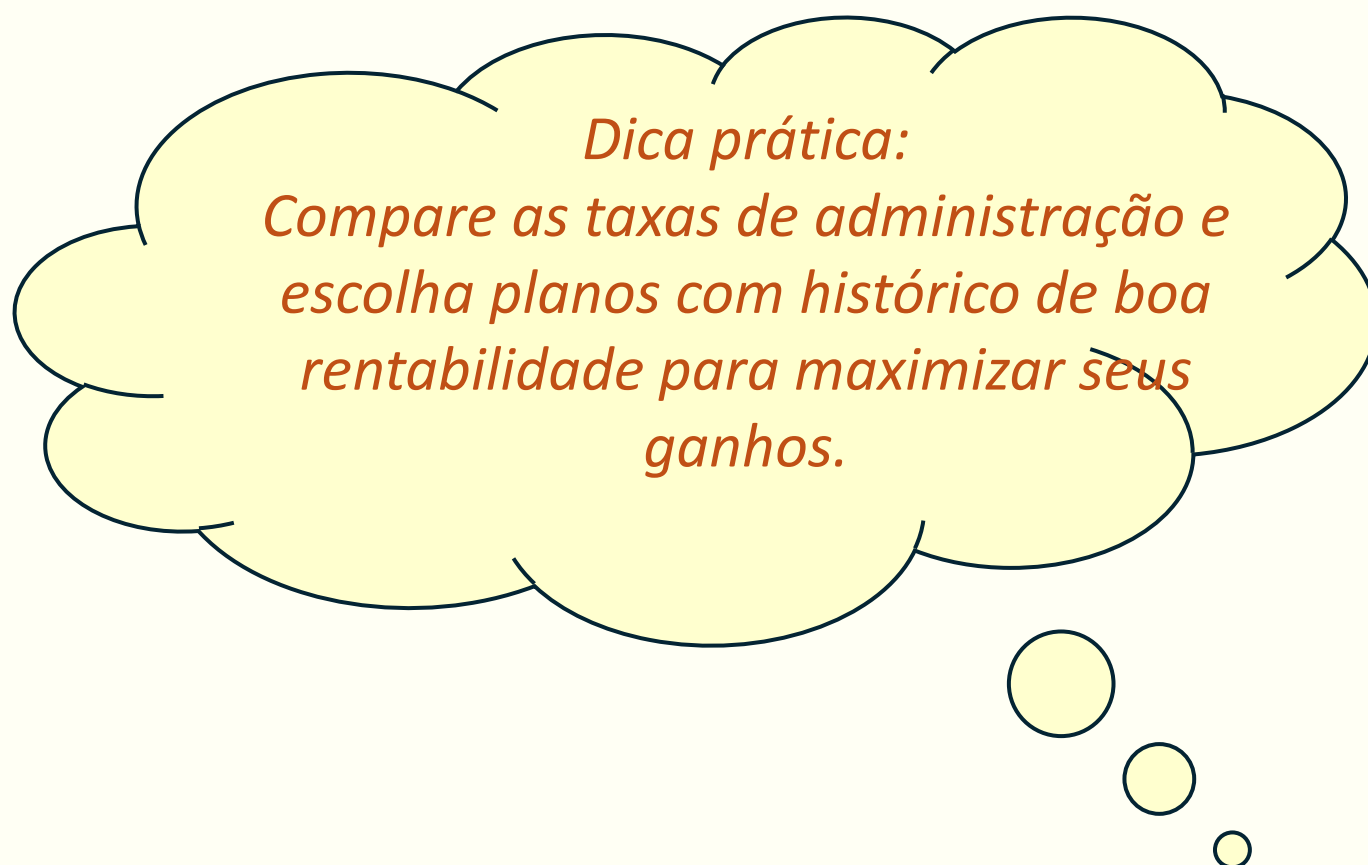 Dica prática:
Compare as taxas de administração e
escolha planos com histórico de boa
rentabilidade para maximizar seus
ganhos.